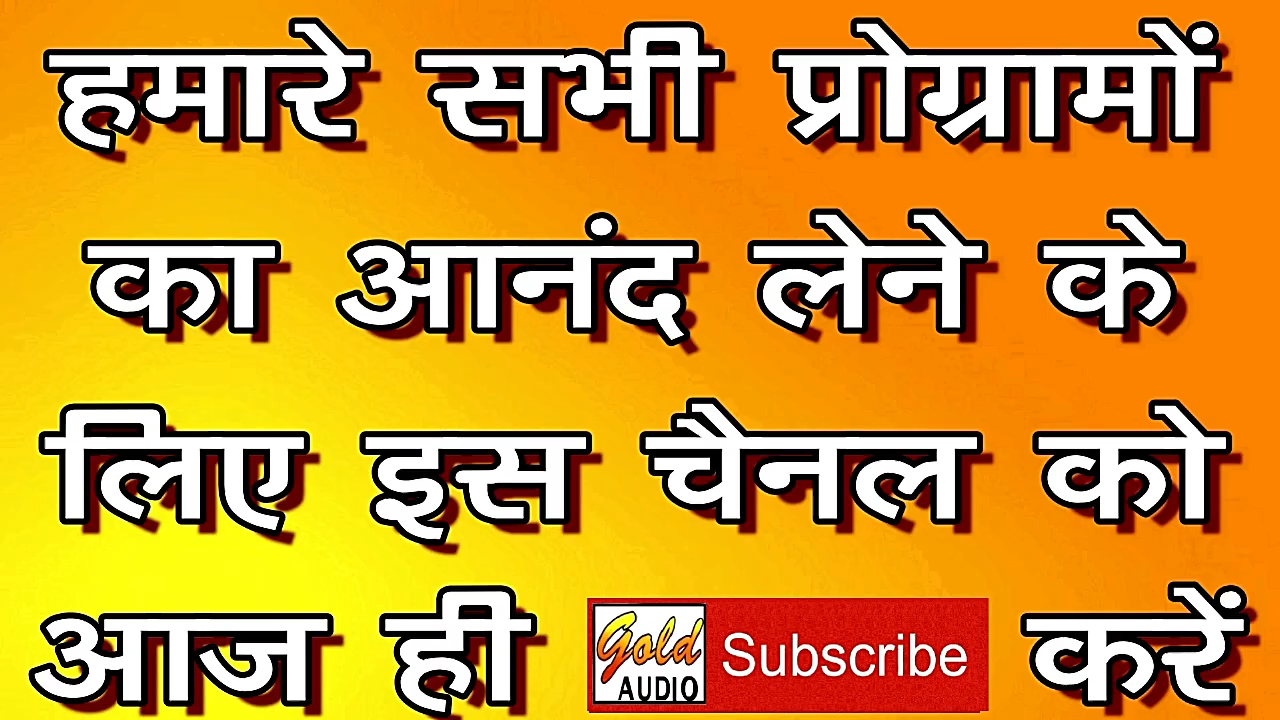 हमारे सभी प्रोग्रामों
का आनंद लेने के
लिए इस चैनल को
आज ही Gold AUDIO Subscribe करें